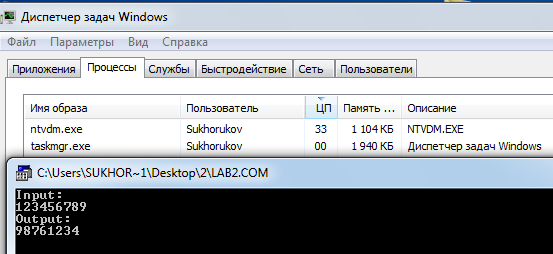 Диспетчер задач Windows
Файл Параметры Вид Справка
Приложения Процессы Службы Быстродействие Сеть Пользователи
Имя образа Пользователь ЦП Память ... Описание
ntvdm.exe Sukhorukov 33 1 104 КБ NTVDM.EXE
taskmgr.exe Sukhorukov 00 1 940 КБ Диспетчер задач Windows
C:\Users\SUKHOR~1\Desktop\2\LAB2.COM
Input:
123456789
Output:
98761234